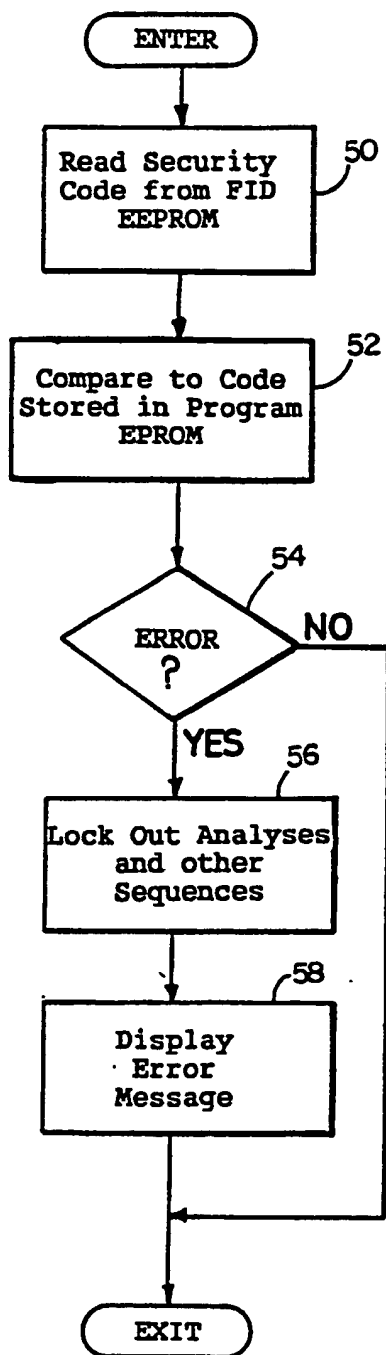 ENTER
50
Read Security
Code from FID
EEPROM
52
Compare to Code
Stored in Program
EPROM
54
ERROR
?
NO
YES
56
Lock Out Analyses
and other
Sequences
58
Display
Error
Message
EXIT